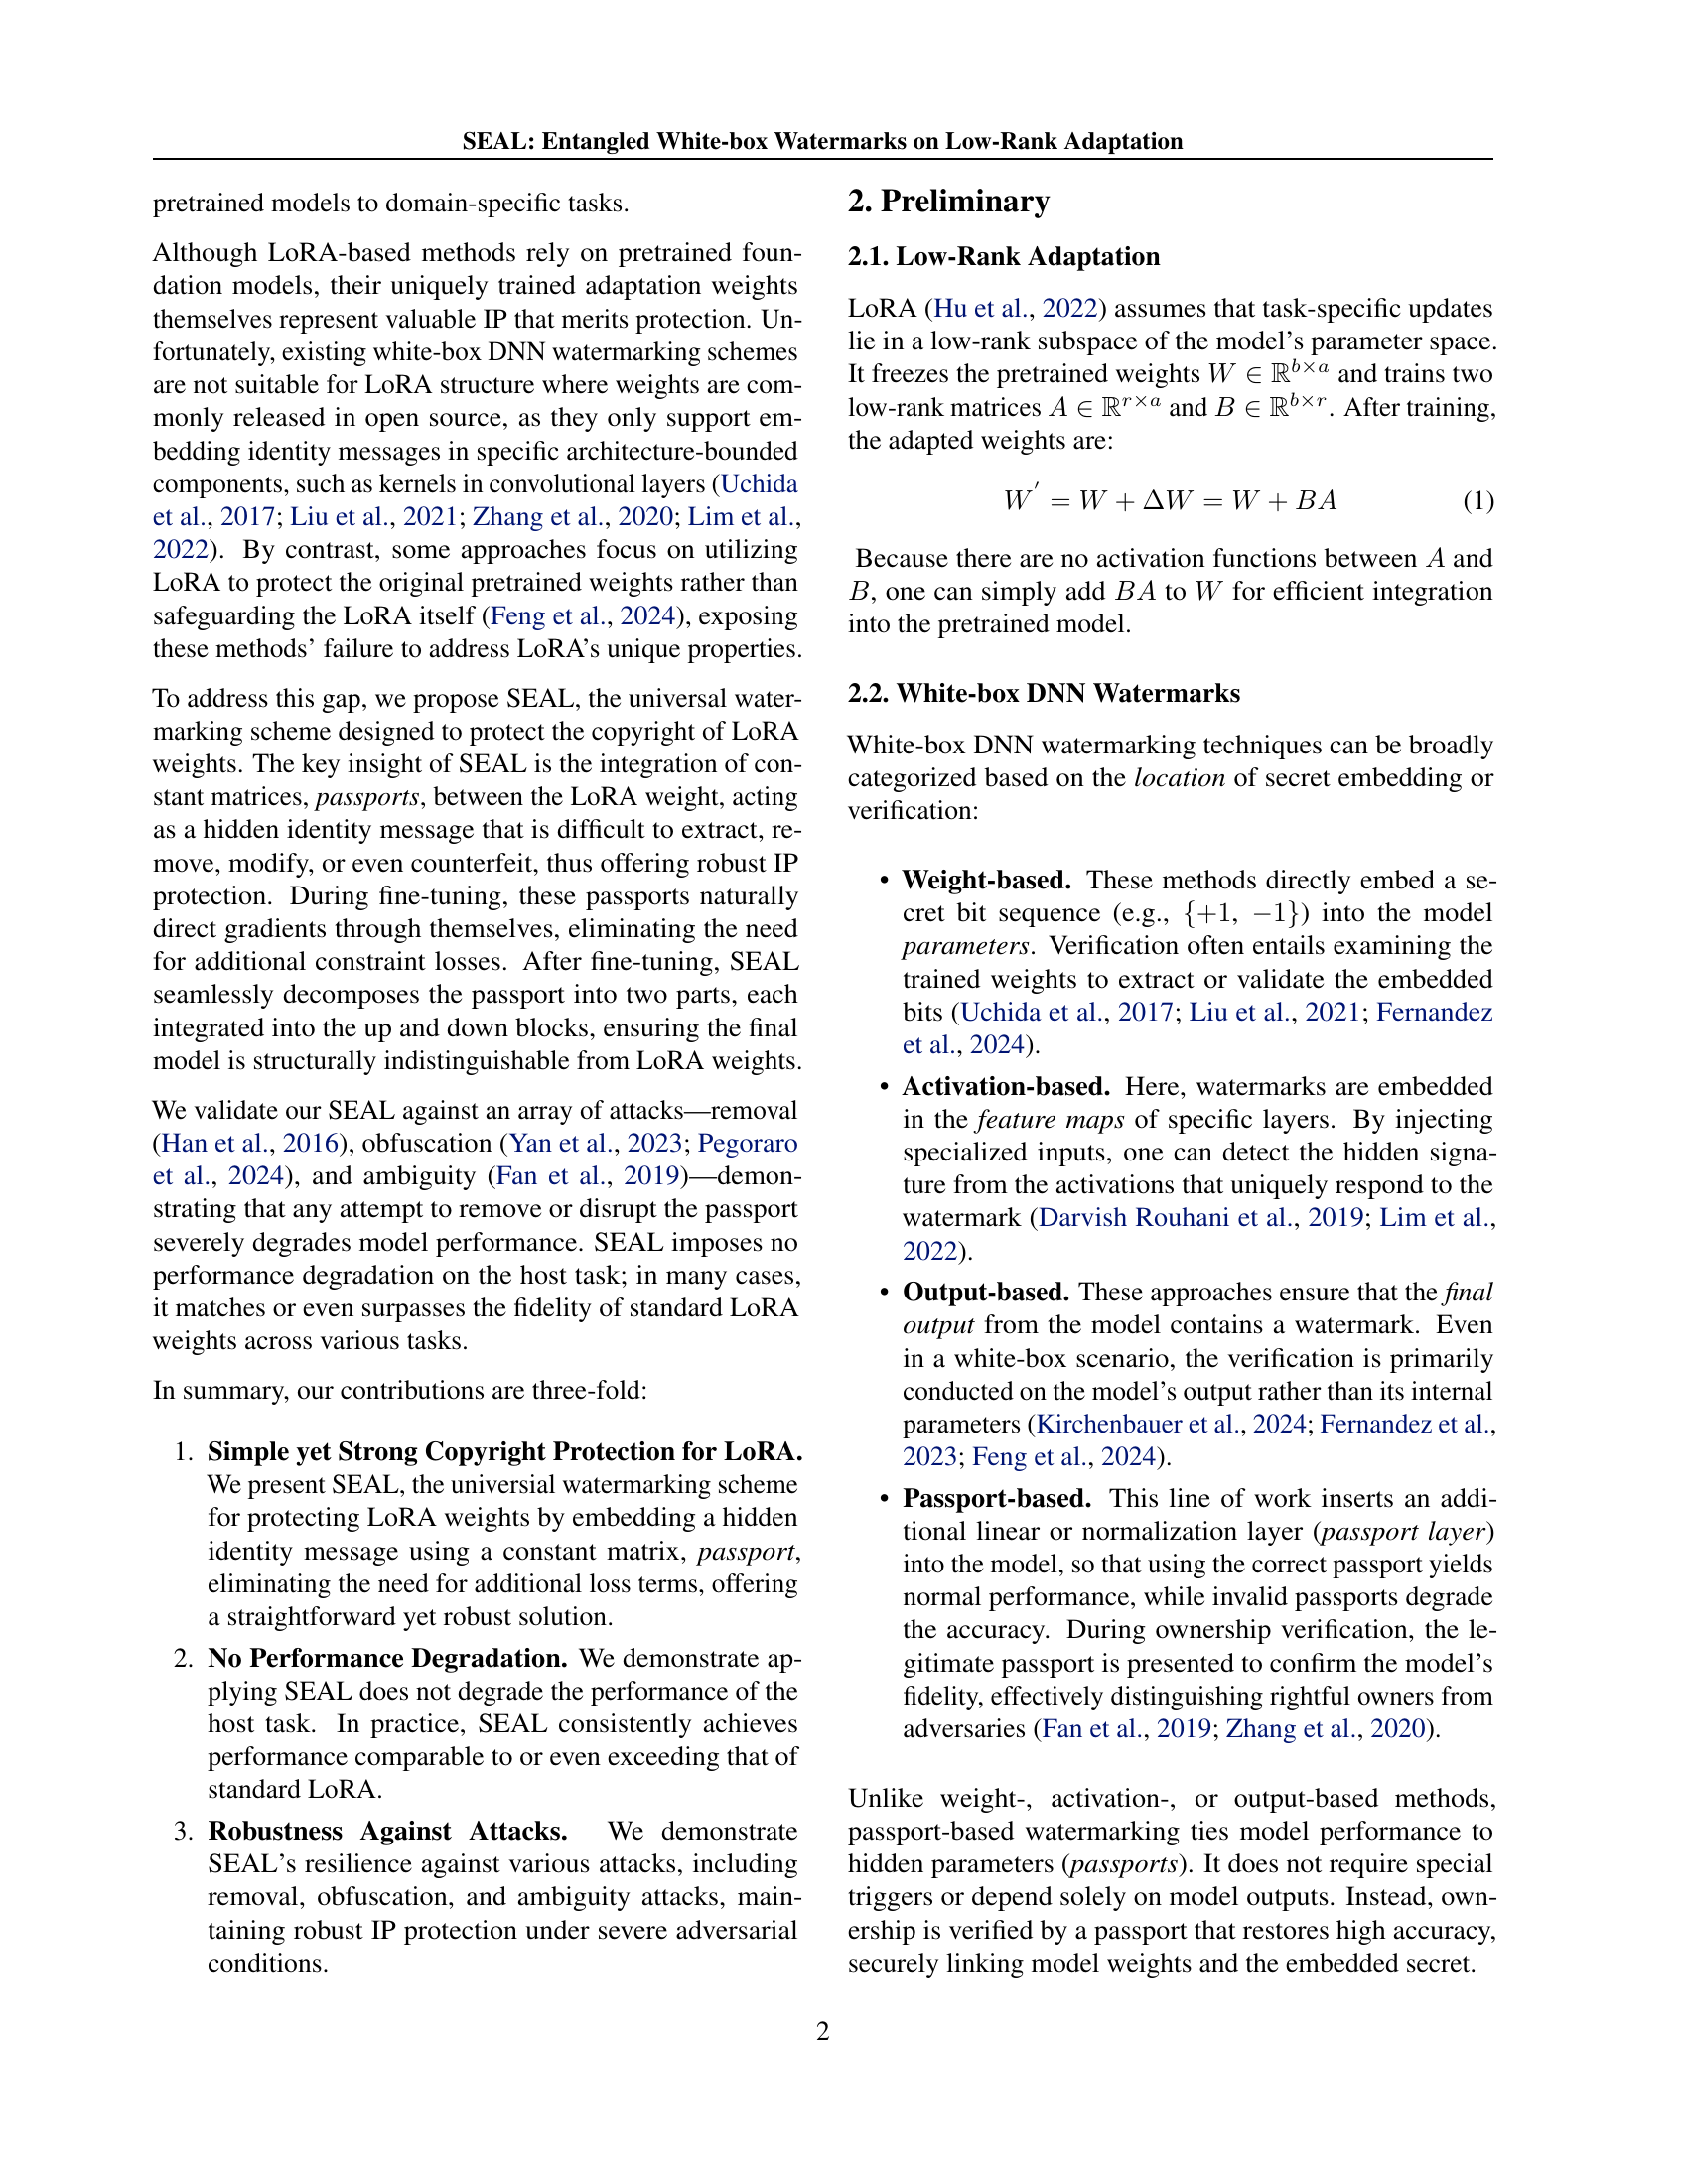 SEAL: Entangled White-box Watermarks on Low-Rank Adaptation
pretrained models to domain-specific tasks.
Although LoRA-based methods rely on pretrained foun-
dation models, their uniquely trained adaptation weights
themselves represent valuable IP that merits protection. Un-
fortunately, existing white-box DNN watermarking schemes
are not suitable for LoRA structure where weights are com-
monly released in open source, as they only support em-
bedding identity messages in specific architecture-bounded
components, such as kernels in convolutional layers (Uchida
et al., 2017; Liu et al., 2021; Zhang et al., 2020; Lim et al.,
2022). By contrast, some approaches focus on utilizing
LoRA to protect the original pretrained weights rather than
safeguarding the LoRA itself (Feng et al., 2024), exposing
these methods’ failure to address LoRA’s unique properties.
To address this gap, we propose SEAL, the universal water-
marking scheme designed to protect the copyright of LoRA
weights. The key insight of SEAL is the integration of con-
stant matrices, passports, between the LoRA weight, acting
as a hidden identity message that is difficult to extract, re-
move, modify, or even counterfeit, thus offering robust IP
protection. During fine-tuning, these passports naturally
direct gradients through themselves, eliminating the need
for additional constraint losses. After fine-tuning, SEAL
seamlessly decomposes the passport into two parts, each
integrated into the up and down blocks, ensuring the final
model is structurally indistinguishable from LoRA weights.
We validate our SEAL against an array of attacks—removal
(Han et al., 2016), obfuscation (Yan et al., 2023; Pegoraro
et al., 2024), and ambiguity (Fan et al., 2019)—demon-
strating that any attempt to remove or disrupt the passport
severely degrades model performance. SEAL imposes no
performance degradation on the host task; in many cases,
it matches or even surpasses the fidelity of standard LoRA
weights across various tasks.
In summary, our contributions are three-fold:
1. Simple yet Strong Copyright Protection for LoRA.
We present SEAL, the universial watermarking scheme
for protecting LoRA weights by embedding a hidden
identity message using a constant matrix, passport,
eliminating the need for additional loss terms, offering
a straightforward yet robust solution.
2. No Performance Degradation. We demonstrate ap-
plying SEAL does not degrade the performance of the
host task. In practice, SEAL consistently achieves
performance comparable to or even exceeding that of
standard LoRA.
3. Robustness Against Attacks. We demonstrate
SEAL’s resilience against various attacks, including
removal, obfuscation, and ambiguity attacks, main-
taining robust IP protection under severe adversarial
conditions.
2. Preliminary
2.1. Low-Rank Adaptation
LoRA (Hu et al., 2022) assumes that task-specific updates
lie in a low-rank subspace of the model’s parameter space.
It freezes the pretrained weights W ∈ ℝ^{b×a} and trains two
low-rank matrices A ∈ ℝ^{r×a} and B ∈ ℝ^{b×r}. After training,
the adapted weights are:
W′ = W + ΔW = W + BA (1)
Because there are no activation functions between A and
B, one can simply add BA to W for efficient integration
into the pretrained model.
2.2. White-box DNN Watermarks
White-box DNN watermarking techniques can be broadly
categorized based on the location of secret embedding or
verification:
• Weight-based. These methods directly embed a se-
cret bit sequence (e.g., {+1, −1}) into the model
parameters. Verification often entails examining the
trained weights to extract or validate the embedded
bits (Uchida et al., 2017; Liu et al., 2021; Fernandez
et al., 2024).
• Activation-based. Here, watermarks are embedded
in the feature maps of specific layers. By injecting
specialized inputs, one can detect the hidden signa-
ture from the activations that uniquely respond to the
watermark (Darvish Rouhani et al., 2019; Lim et al.,
2022).
• Output-based. These approaches ensure that the final
output from the model contains a watermark. Even
in a white-box scenario, the verification is primarily
conducted on the model’s output rather than its internal
parameters (Kirchenbauer et al., 2024; Fernandez et al.,
2023; Feng et al., 2024).
• Passport-based. This line of work inserts an addi-
tional linear or normalization layer (passport layer)
into the model, so that using the correct passport yields
normal performance, while invalid passports degrade
the accuracy. During ownership verification, the le-
gitimate passport is presented to confirm the model’s
fidelity, effectively distinguishing rightful owners from
adversaries (Fan et al., 2019; Zhang et al., 2020).
Unlike weight-, activation-, or output-based methods,
passport-based watermarking ties model performance to
hidden parameters (passports). It does not require special
triggers or depend solely on model outputs. Instead, own-
ership is verified by a passport that restores high accuracy,
securely linking model weights and the embedded secret.
2